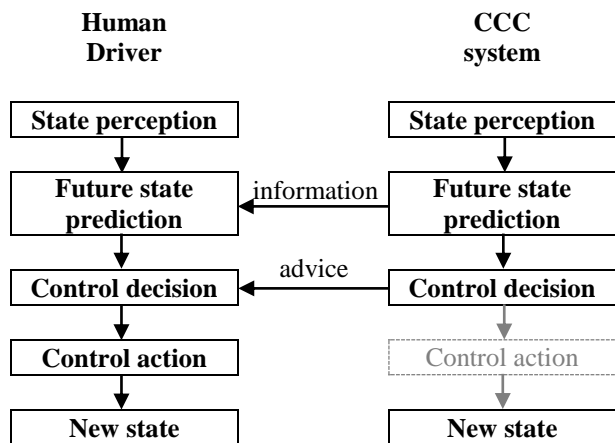 Human
Driver
CCC
system
State perception
State perception
Future state
prediction
information
Future state
prediction
Control decision
advice
Control decision
Control action
Control action
New state
New state